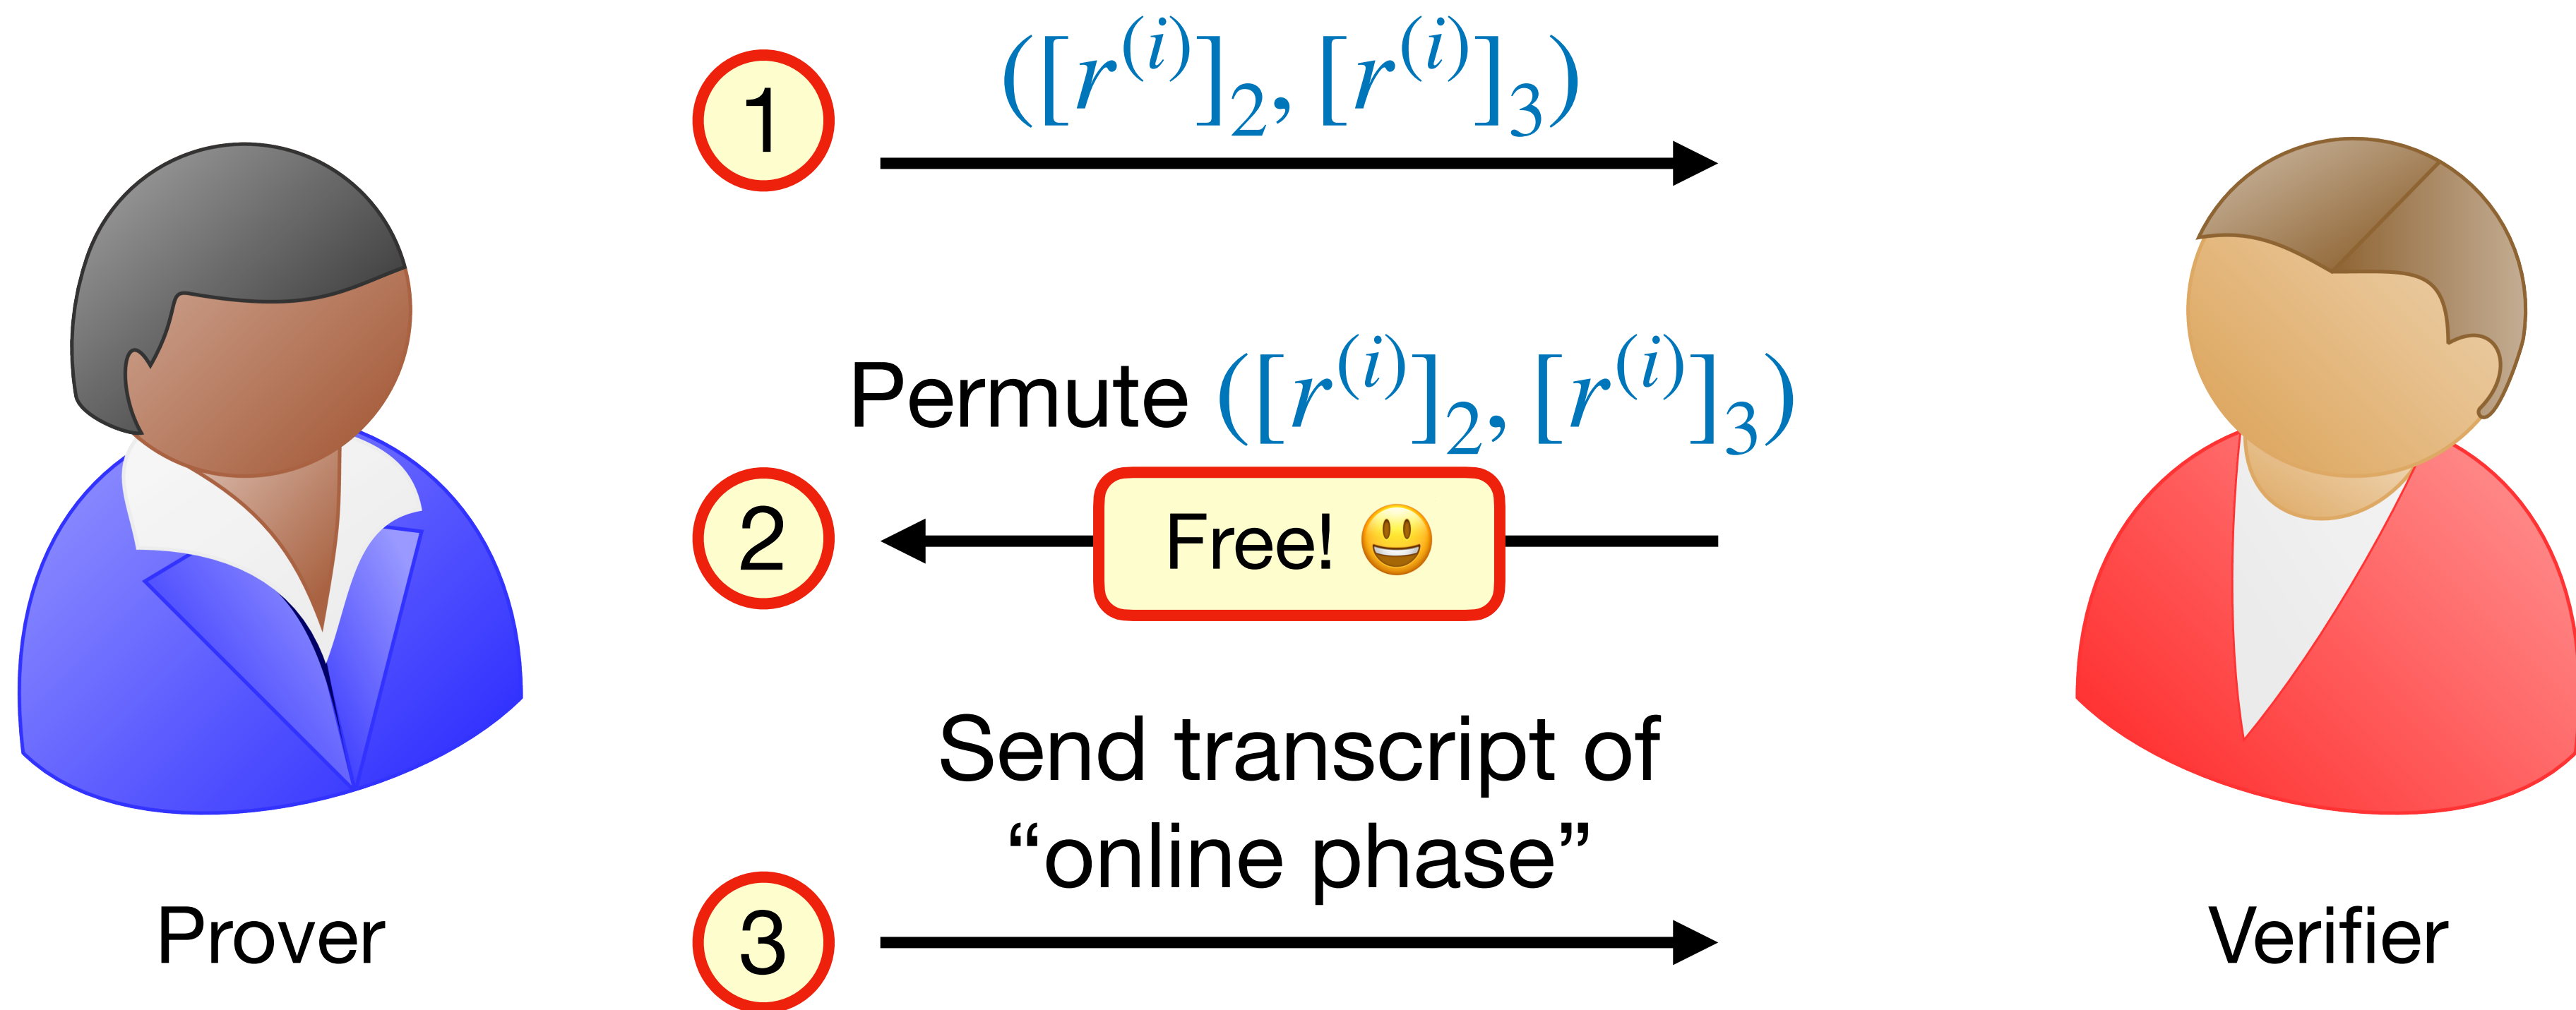 1
([r^(i)]_2, [r^(i)]_3)
Permute ([r^(i)]_2, [r^(i)]_3)
2
Free! 😃
Send transcript of
“online phase”
3
Prover
Verifier